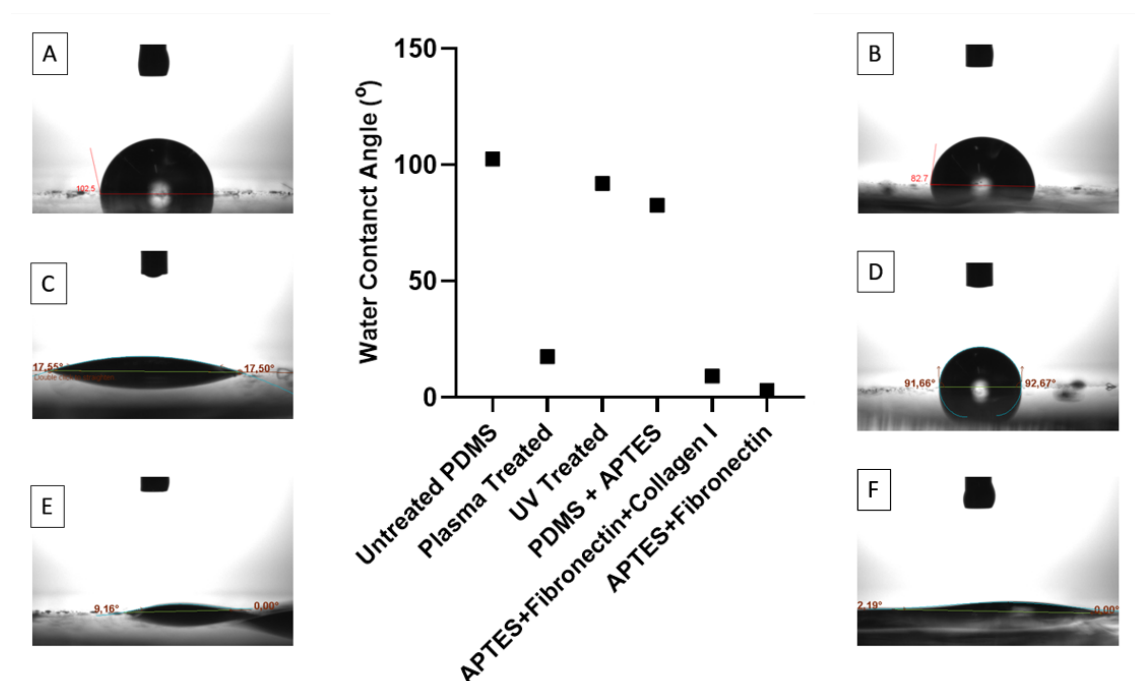 A
102.5
C
17,55°
17,50°
E
9,16°
0,00°
150
100
50
0
Water Contanct Angle (º)
Untreated PDMS
Plasma Treated
UV Treated
PDMS + APTES
APTES+Fibronectin+Collagen I
APTES+Fibronectin
B
82.7
D
91,66°
92,67°
F
2,19°
0,00°